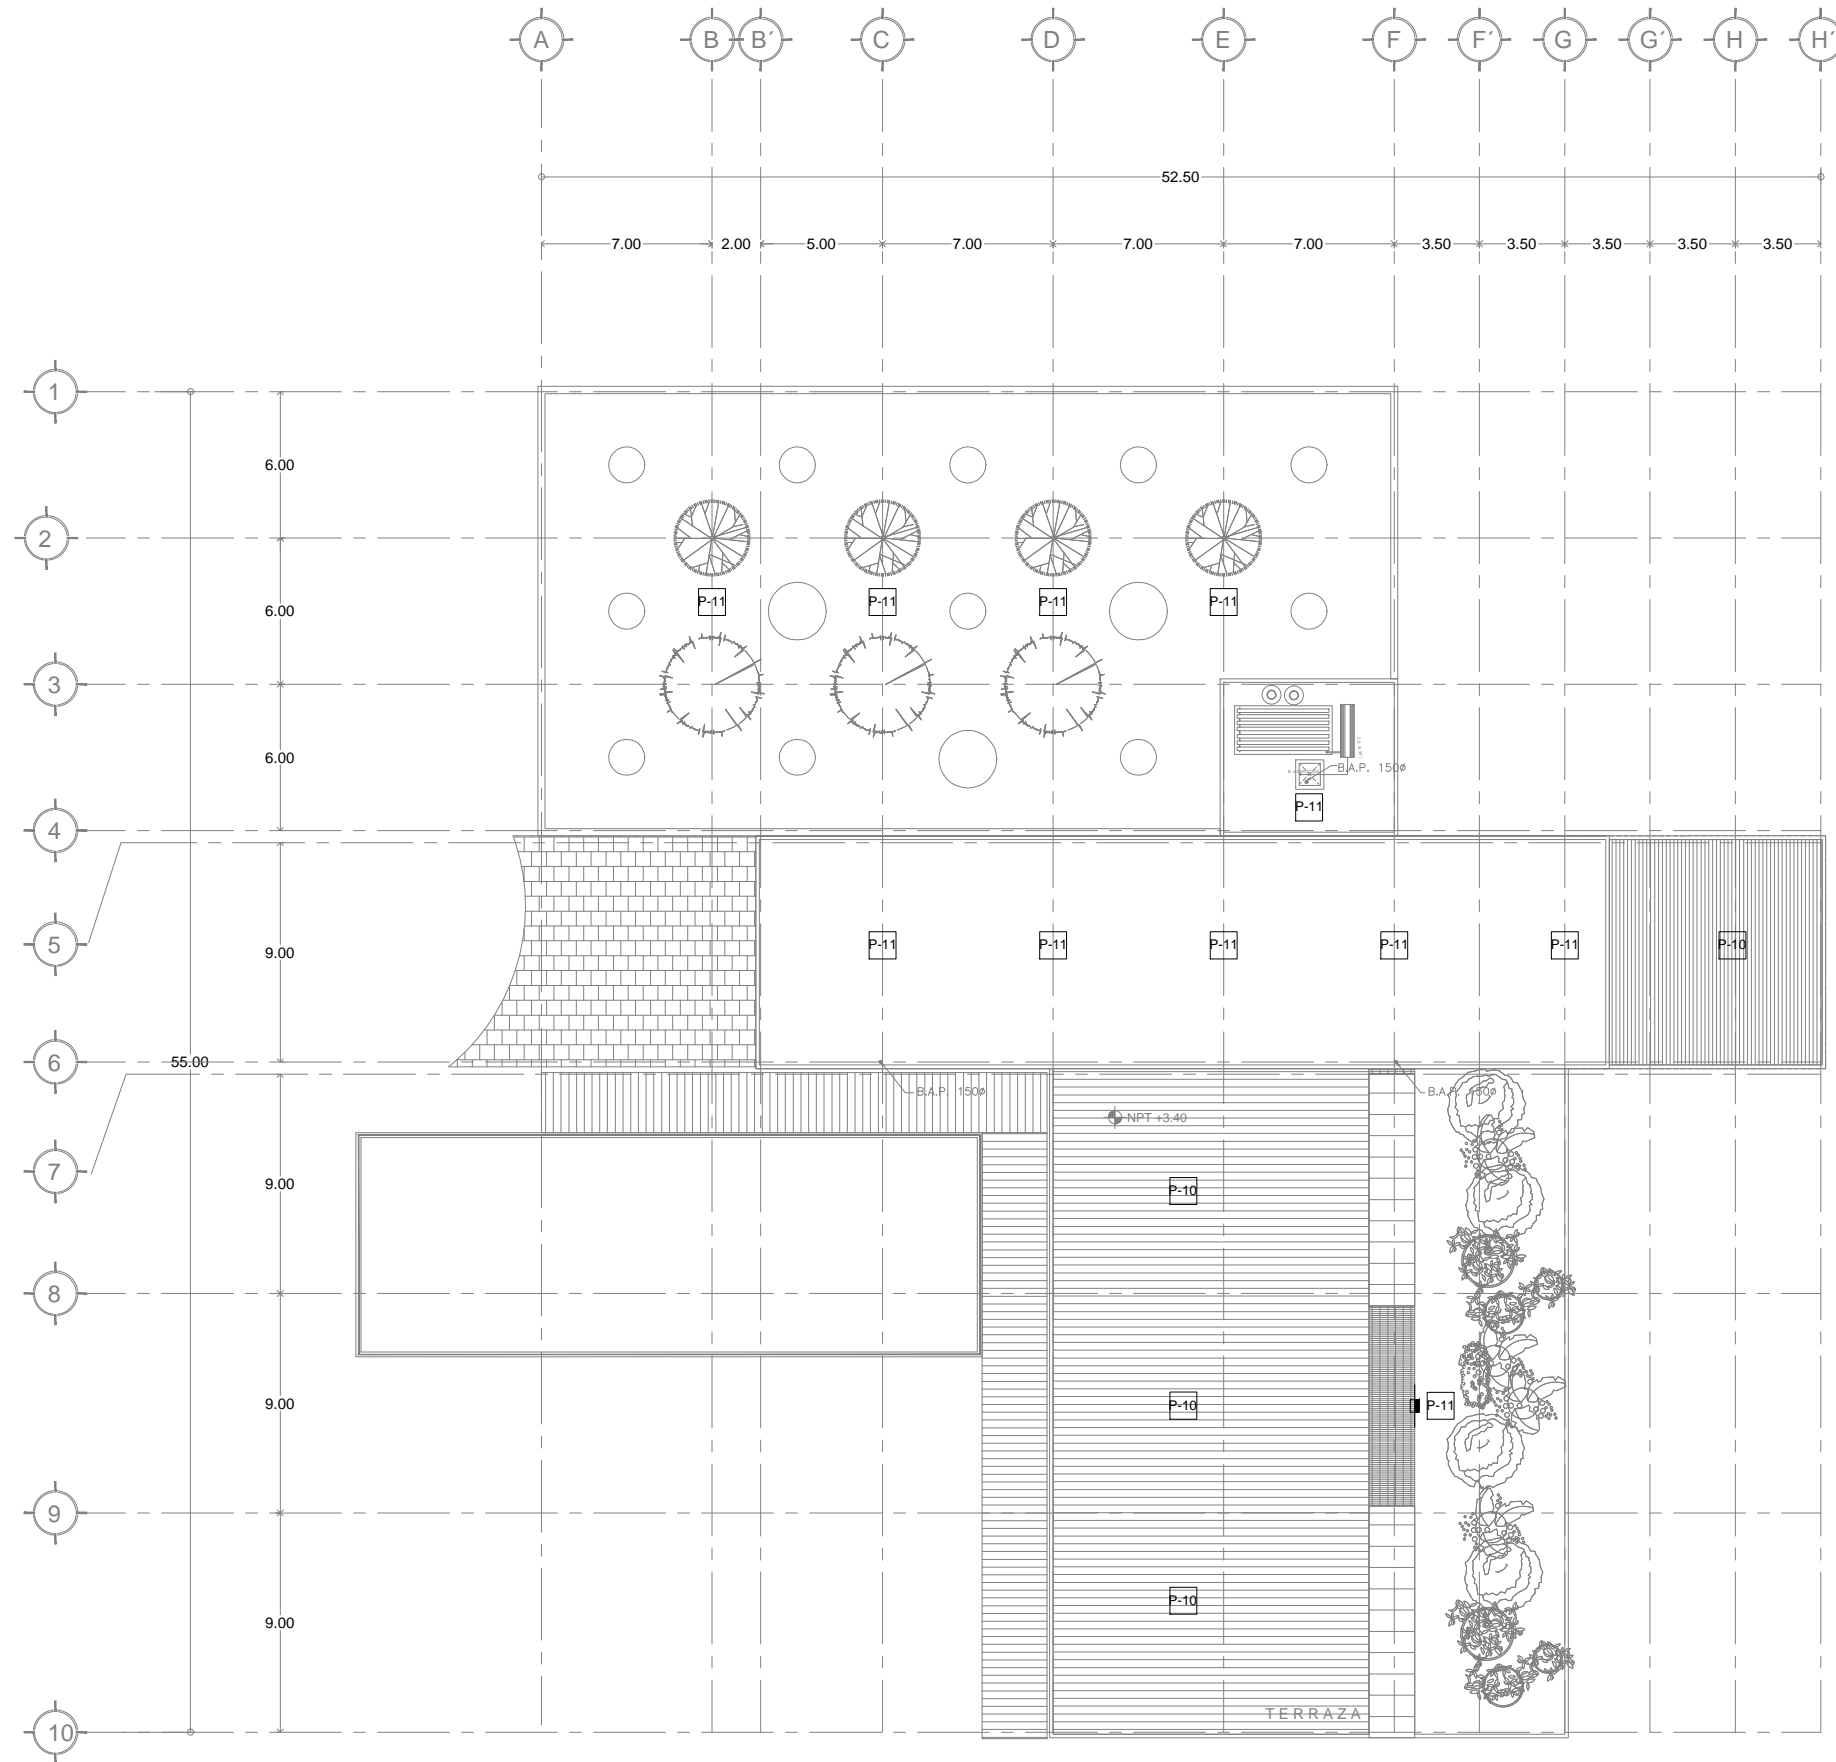 A B B´ C D E F F´ G G´ H H´
52.50
7.00 2.00 5.00 7.00 7.00 7.00 3.50 3.50 3.50 3.50 3.50
1
6.00
2
6.00
P-11 P-11 P-11 P-11
3
6.00
B.A.P. 150ø
P-11
4
5
9.00
P-11 P-11 P-11 P-11 P-11 P-10
6
55.00
B.A.P. 150ø
B.A.P. 150ø
NPT +3.40
7
9.00
P-10
8
9.00
P-10
P-11
9
P-10
9.00
TERRAZA
10